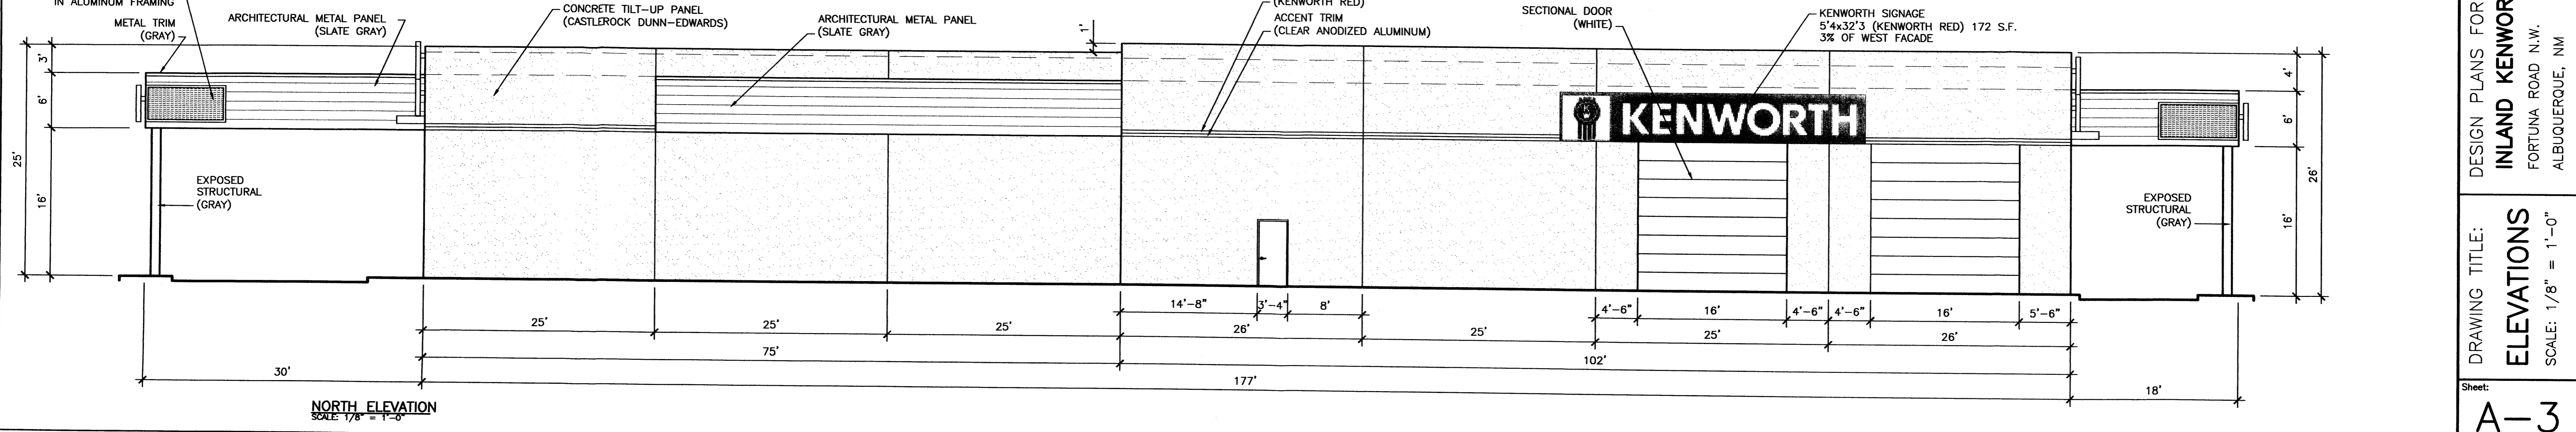 IN ALUMINUM FRAMING
METAL TRIM
(GRAY)
ARCHITECTURAL METAL PANEL
(SLATE GRAY)
CONCRETE TILT-UP PANEL
(CASTLEROCK DUNN-EDWARDS)
ARCHITECTURAL METAL PANEL
(SLATE GRAY)
1'
(KENWORTH RED)
ACCENT TRIM
(CLEAR ANODIZED ALUMINUM)
SECTIONAL DOOR
(WHITE)
KENWORTH SIGNAGE
5'4x32'3 (KENWORTH RED) 172 S.F.
3% OF WEST FACADE
3'
6'
25'
16'
EXPOSED
STRUCTURAL
(GRAY)
KENWORTH
4'
6'
26'
16'
EXPOSED
STRUCTURAL
(GRAY)
14'-8"
3'-4"
8'
4'-6"
16'
4'-6"
4'-6"
16'
5'-6"
25'
25'
25'
26'
25'
25'
26'
75'
102'
30'
177'
18'
NORTH ELEVATION
SCALE: 1/8" = 1'-0"
DESIGN PLANS FOR
INLAND KENWOR
FORTUNA ROAD N.W.
ALBUQUERQUE, NM
DRAWING TITLE:
ELEVATIONS
SCALE: 1/8" = 1'-0"
Sheet:
A-3